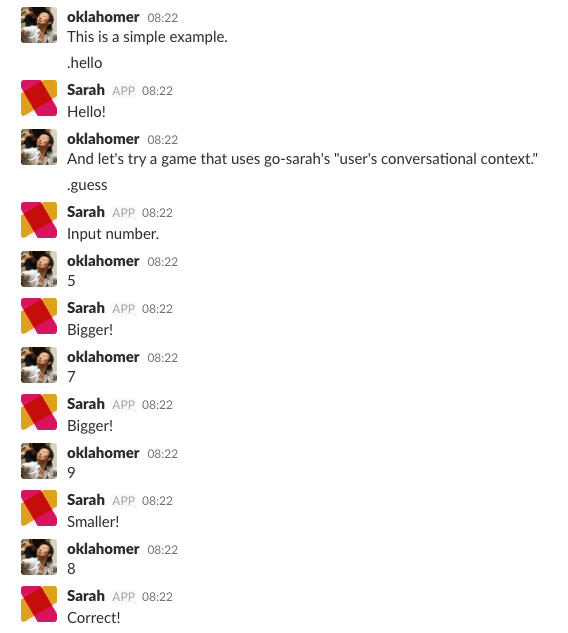 oklahomer 08:22
This is a simple example.
.hello
Sarah APP 08:22
Hello!
oklahomer 08:22
And let's try a game that uses go-sarah's "user's conversational context."
.guess
Sarah APP 08:22
Input number.
oklahomer 08:22
5
Sarah APP 08:22
Bigger!
oklahomer 08:22
7
Sarah APP 08:22
Bigger!
oklahomer 08:22
9
Sarah APP 08:22
Smaller!
oklahomer 08:22
8
Sarah APP 08:22
Correct!